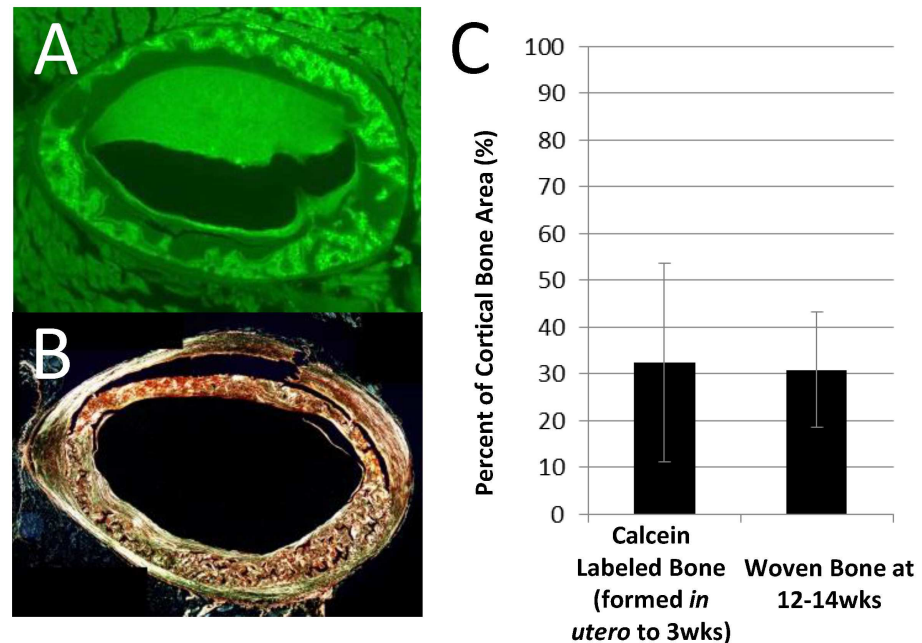 A
B
C
Percent of Cortical Bone Area (%)
100
90
80
70
60
50
40
30
20
10
0
Calcein
Labeled Bone
(formed in
utero to 3wks)
Woven Bone at
12-14wks